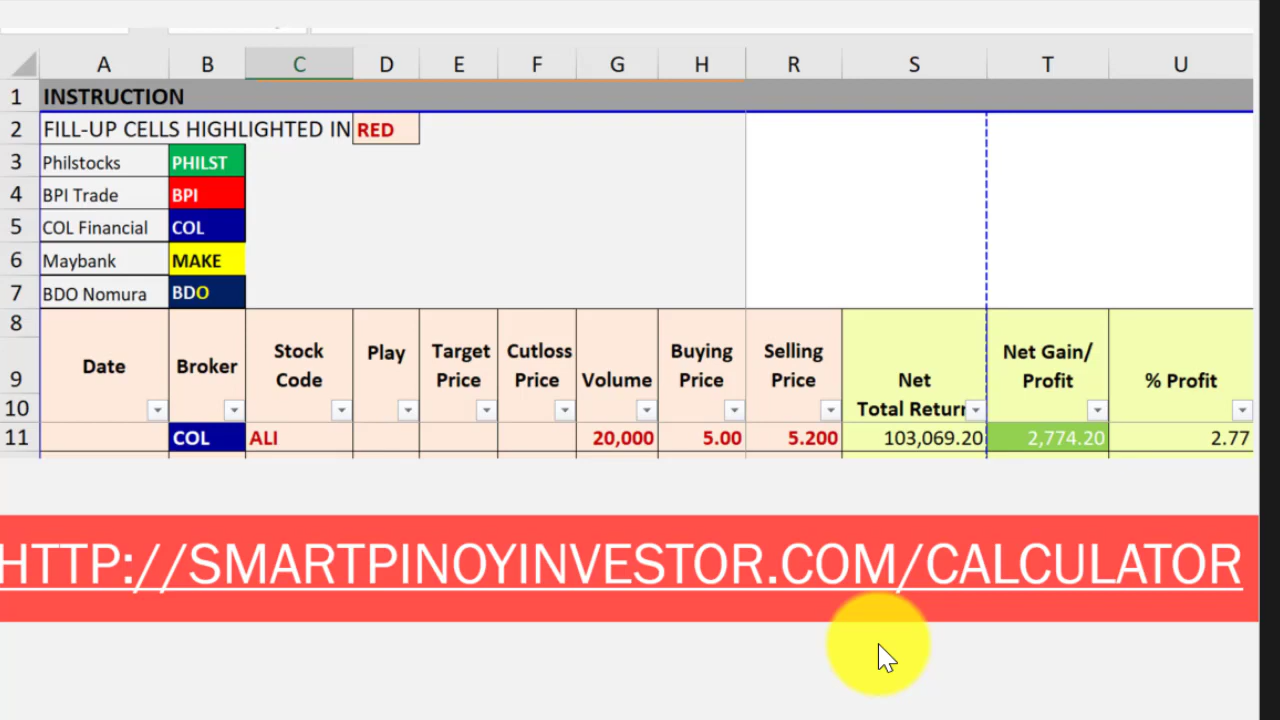 A B C D E F G H R S T U
1 INSTRUCTION
2 FILL-UP CELLS HIGHLIGHTED IN RED
3 Philstocks PHILST
4 BPI Trade BPI
5 COL Financial COL
6 Maybank MAKE
7 BDO Nomura BDO
8
9 Date Broker Stock Code Play Target Price Cutloss Price Volume Buying Price Selling Price Net Net Gain/ Profit % Profit
10 Total Return
11 COL ALI 20,000 5.00 5.200 103,069.20 2,774.20 2.77
HTTP://SMARTPINOYINVESTOR.COM/CALCULATOR